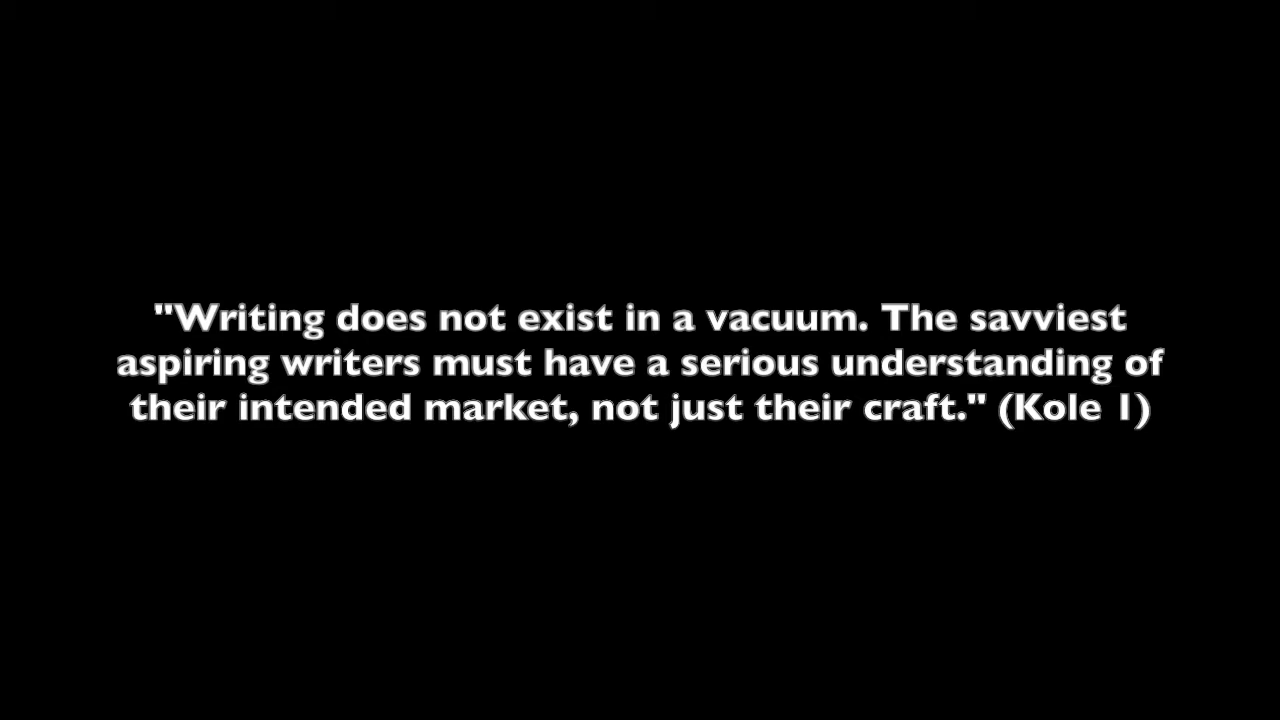 "Writing does not exist in a vacuum. The savviest
aspiring writers must have a serious understanding of
their intended market, not just their craft." (Kole 1)